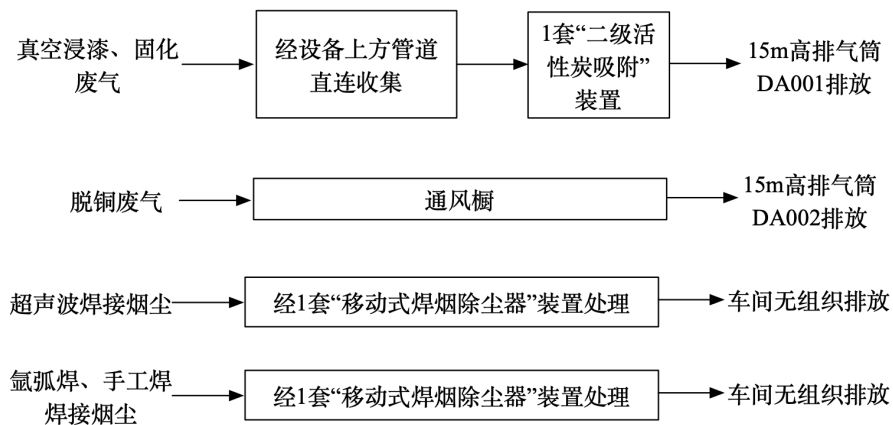 真空浸漆、固化
废气
经设备上方管道
直连收集
1套“二级活
性炭吸附”
装置
15m高排气筒
DA001排放
脱铜废气
通风橱
15m高排气筒
DA002排放
超声波焊接烟尘
经1套“移动式焊烟除尘器”装置处理
车间无组织排放
氩弧焊、手工焊
焊接烟尘
经1套“移动式焊烟除尘器”装置处理
车间无组织排放